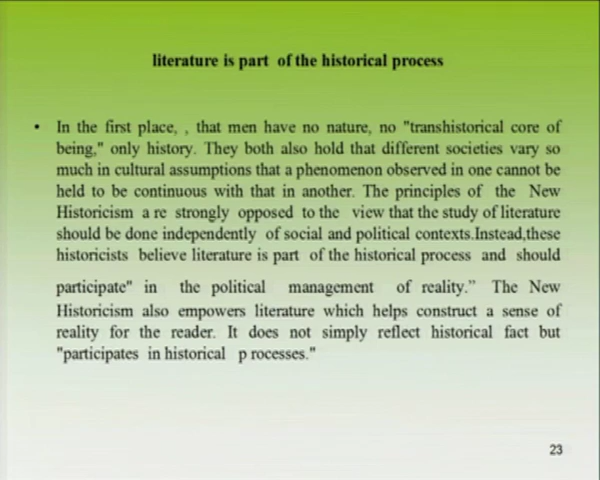 literature is part of the historical process
• In the first place, , that men have no nature, no "transhistorical core of
being," only history. They both also hold that different societies vary so
much in cultural assumptions that a phenomenon observed in one cannot be
held to be continuous with that in another. The principles of the New
Historicism a re strongly opposed to the view that the study of literature
should be done independently of social and political contexts.Instead,these
historicists believe literature is part of the historical process and should
participate" in the political management of reality.” The New
Historicism also empowers literature which helps construct a sense of
reality for the reader. It does not simply reflect historical fact but
"participates in historical p rocesses."
23